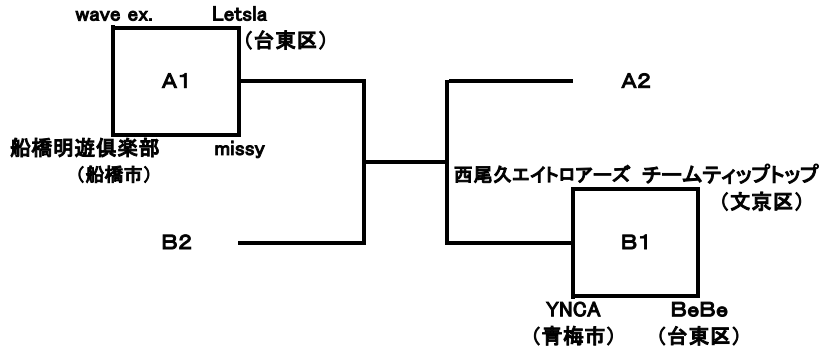 wave ex. Letsla
（台東区）
A1
船橋明遊倶楽部 missy
（船橋市）
A2
西尾久エイトロアーズ チームティップトップ
（文京区）
B2
B1
YNCA BeBe
（青梅市） （台東区）